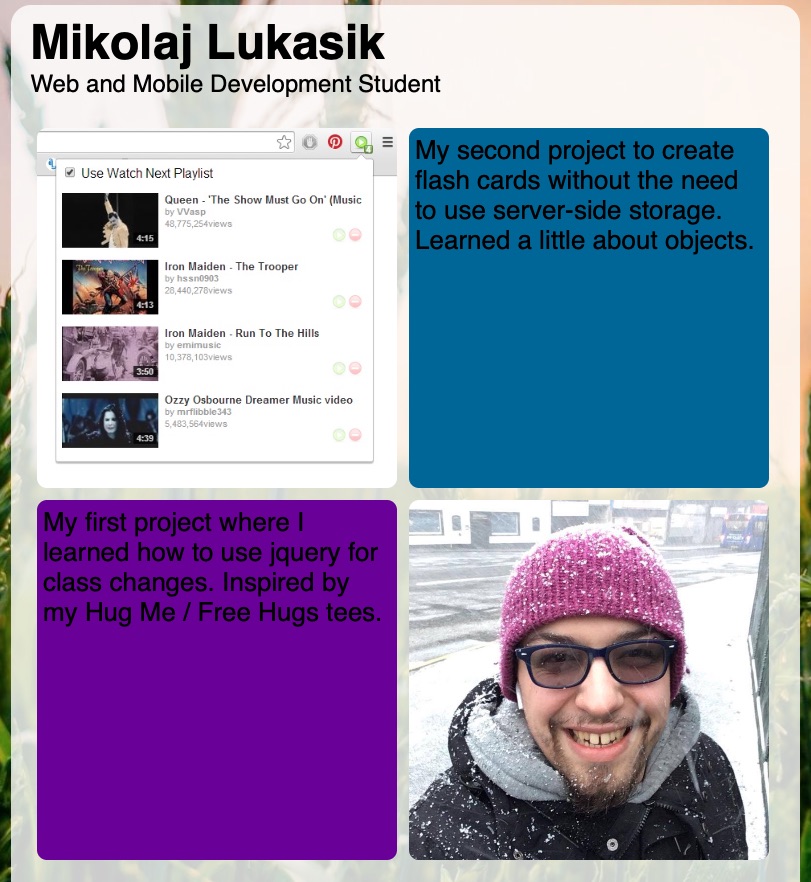 Mikolaj Lukasik
Web and Mobile Development Student
Use Watch Next Playlist
Queen - 'The Show Must Go On' (Music
by VVasp
48,775,254views
4:15
Iron Maiden - The Trooper
by hssn0903
28,440,278views
4:13
Iron Maiden - Run To The Hills
by emimusic
10,378,103views
3:50
Ozzy Osbourne Dreamer Music video
by mrflibble343
5,483,564views
4:39
My second project to create
flash cards without the need
to use server-side storage.
Learned a little about objects.
My first project where I
learned how to use jquery for
class changes. Inspired by
my Hug Me / Free Hugs tees.